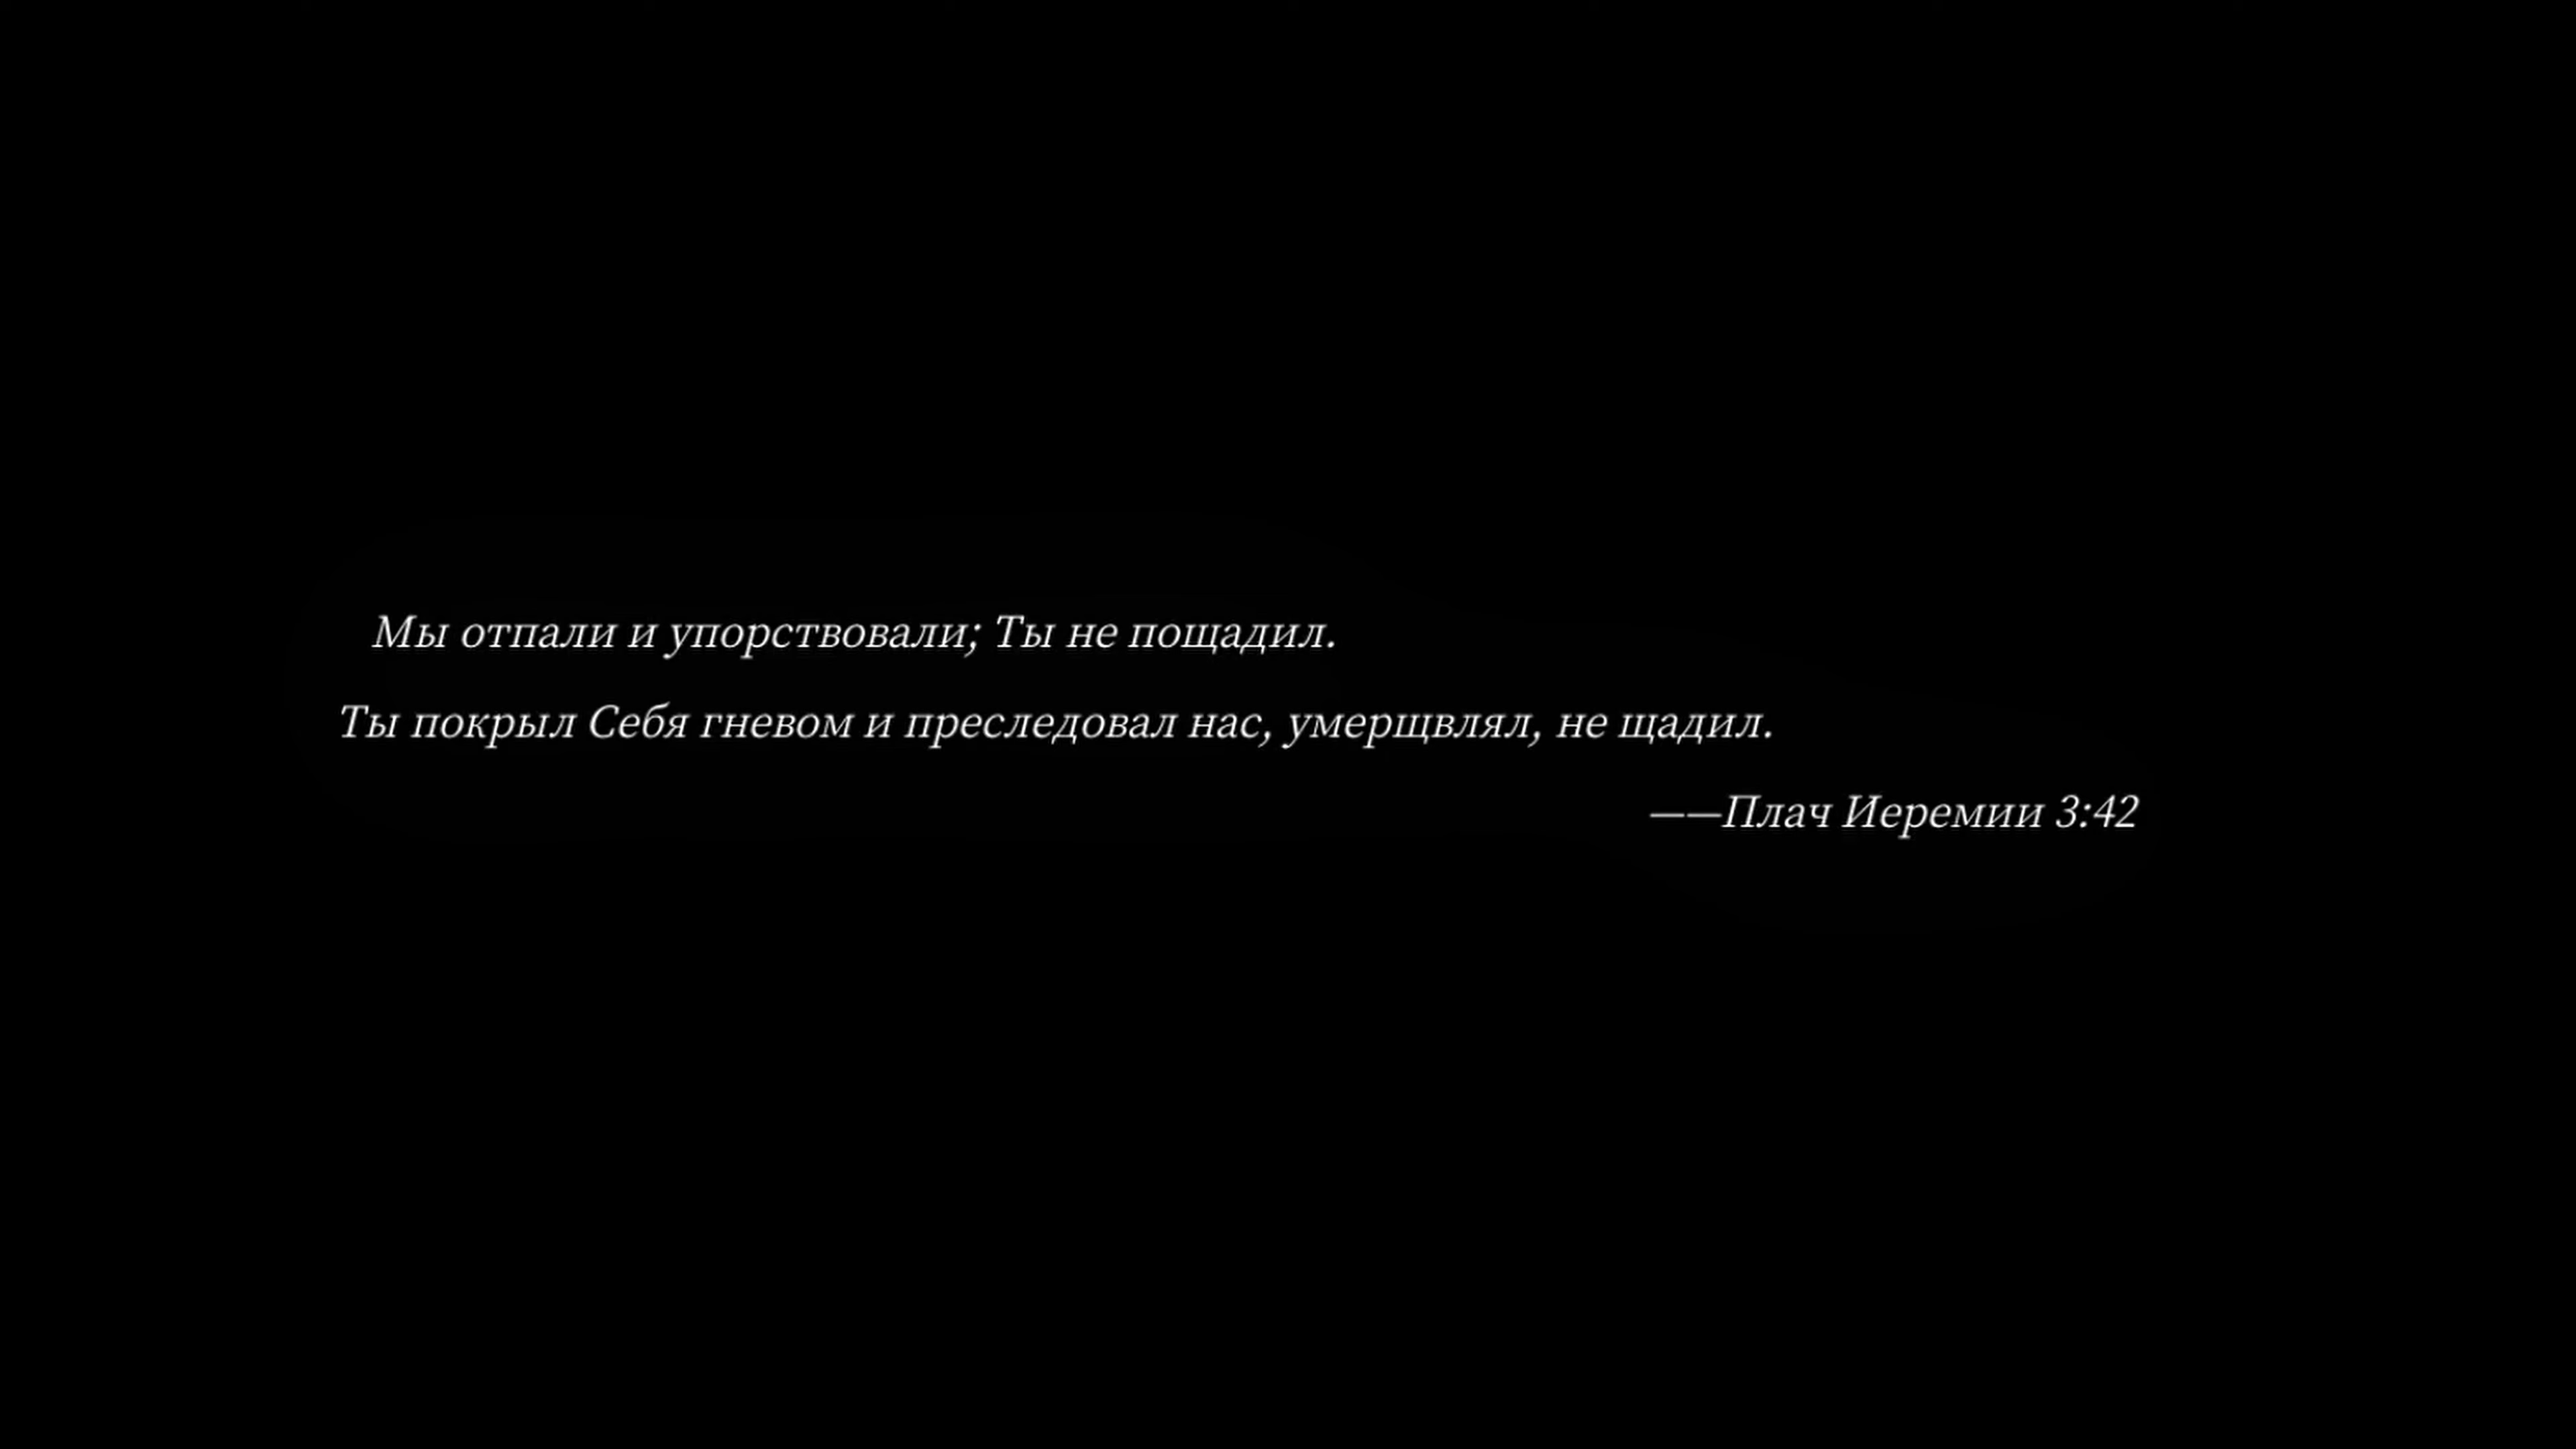 Мы отпали и упорствовали; Ты не пощадил.
Ты покрыл Себя гневом и преследовал нас, умерщвлял, не щадил.
——Плач Иеремии 3:42